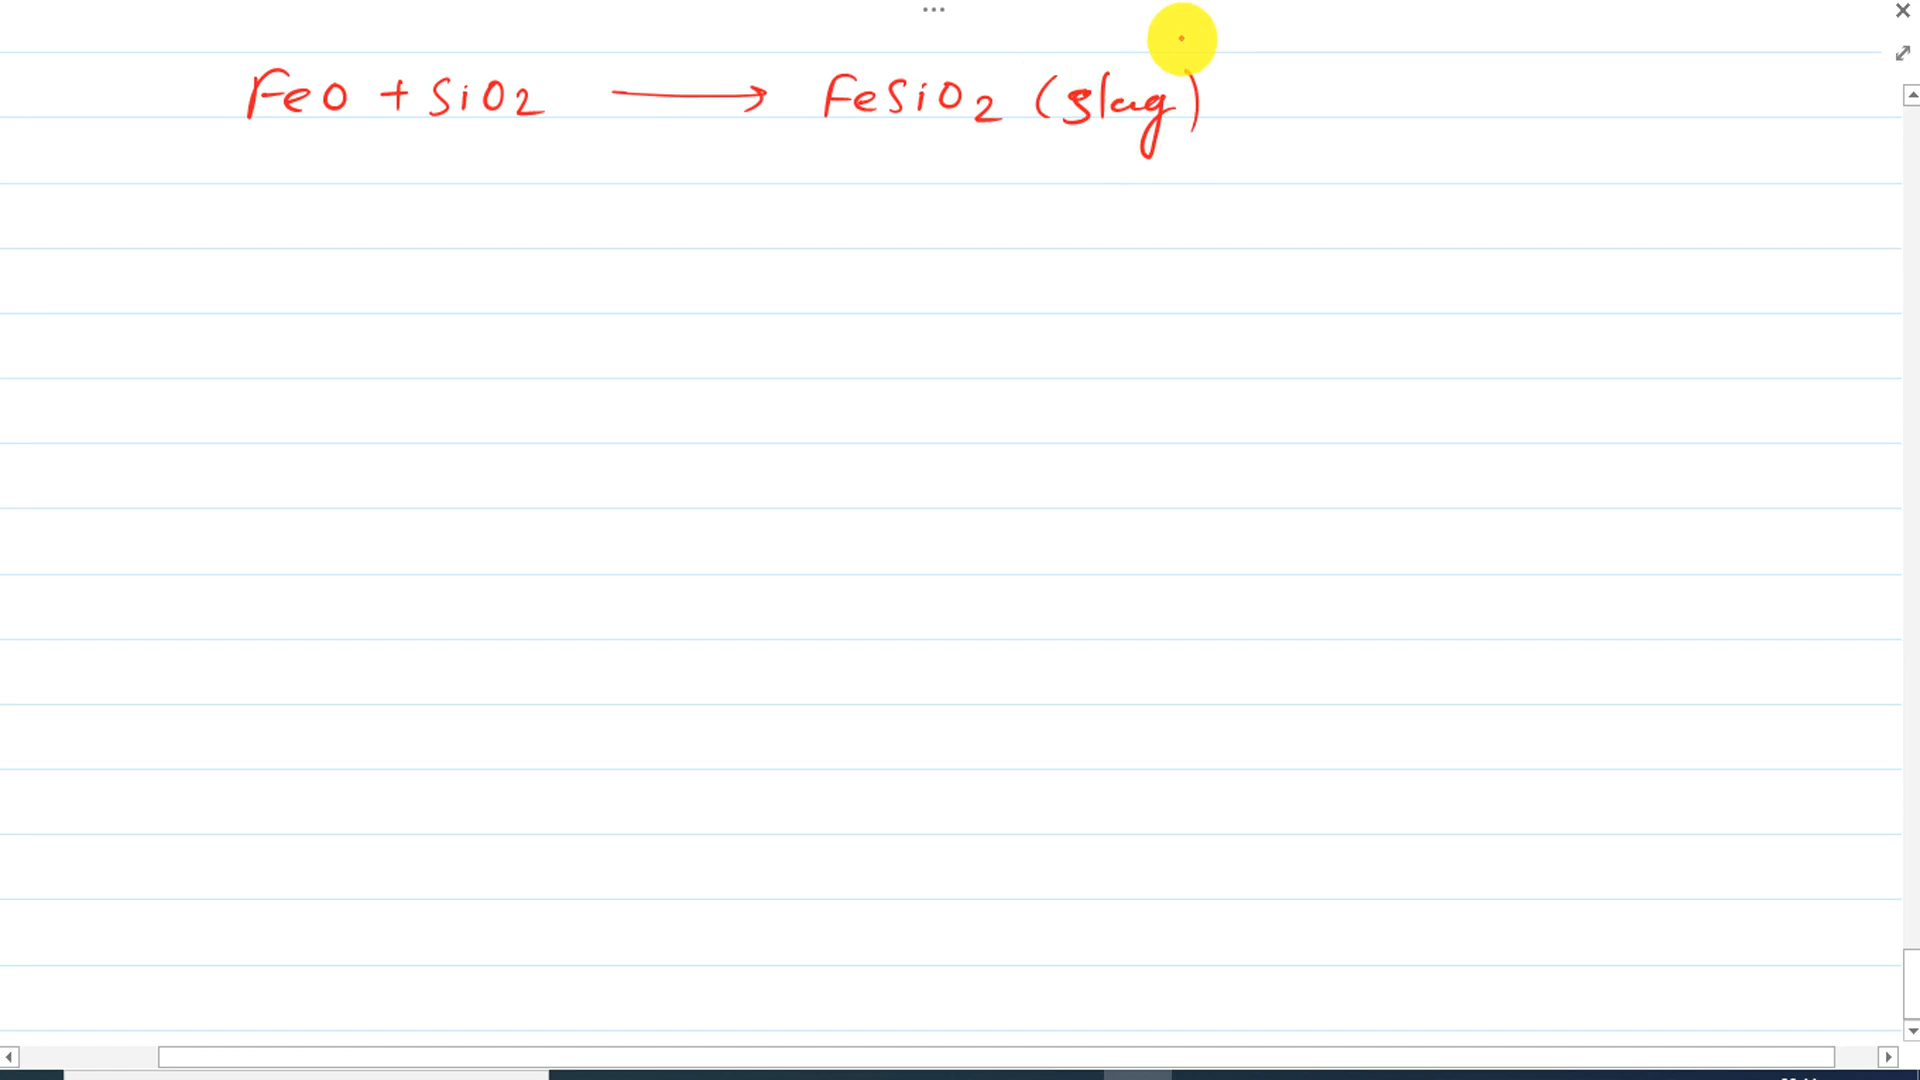 FeO + SiO2 ⟶ FeSiO2 (slag)